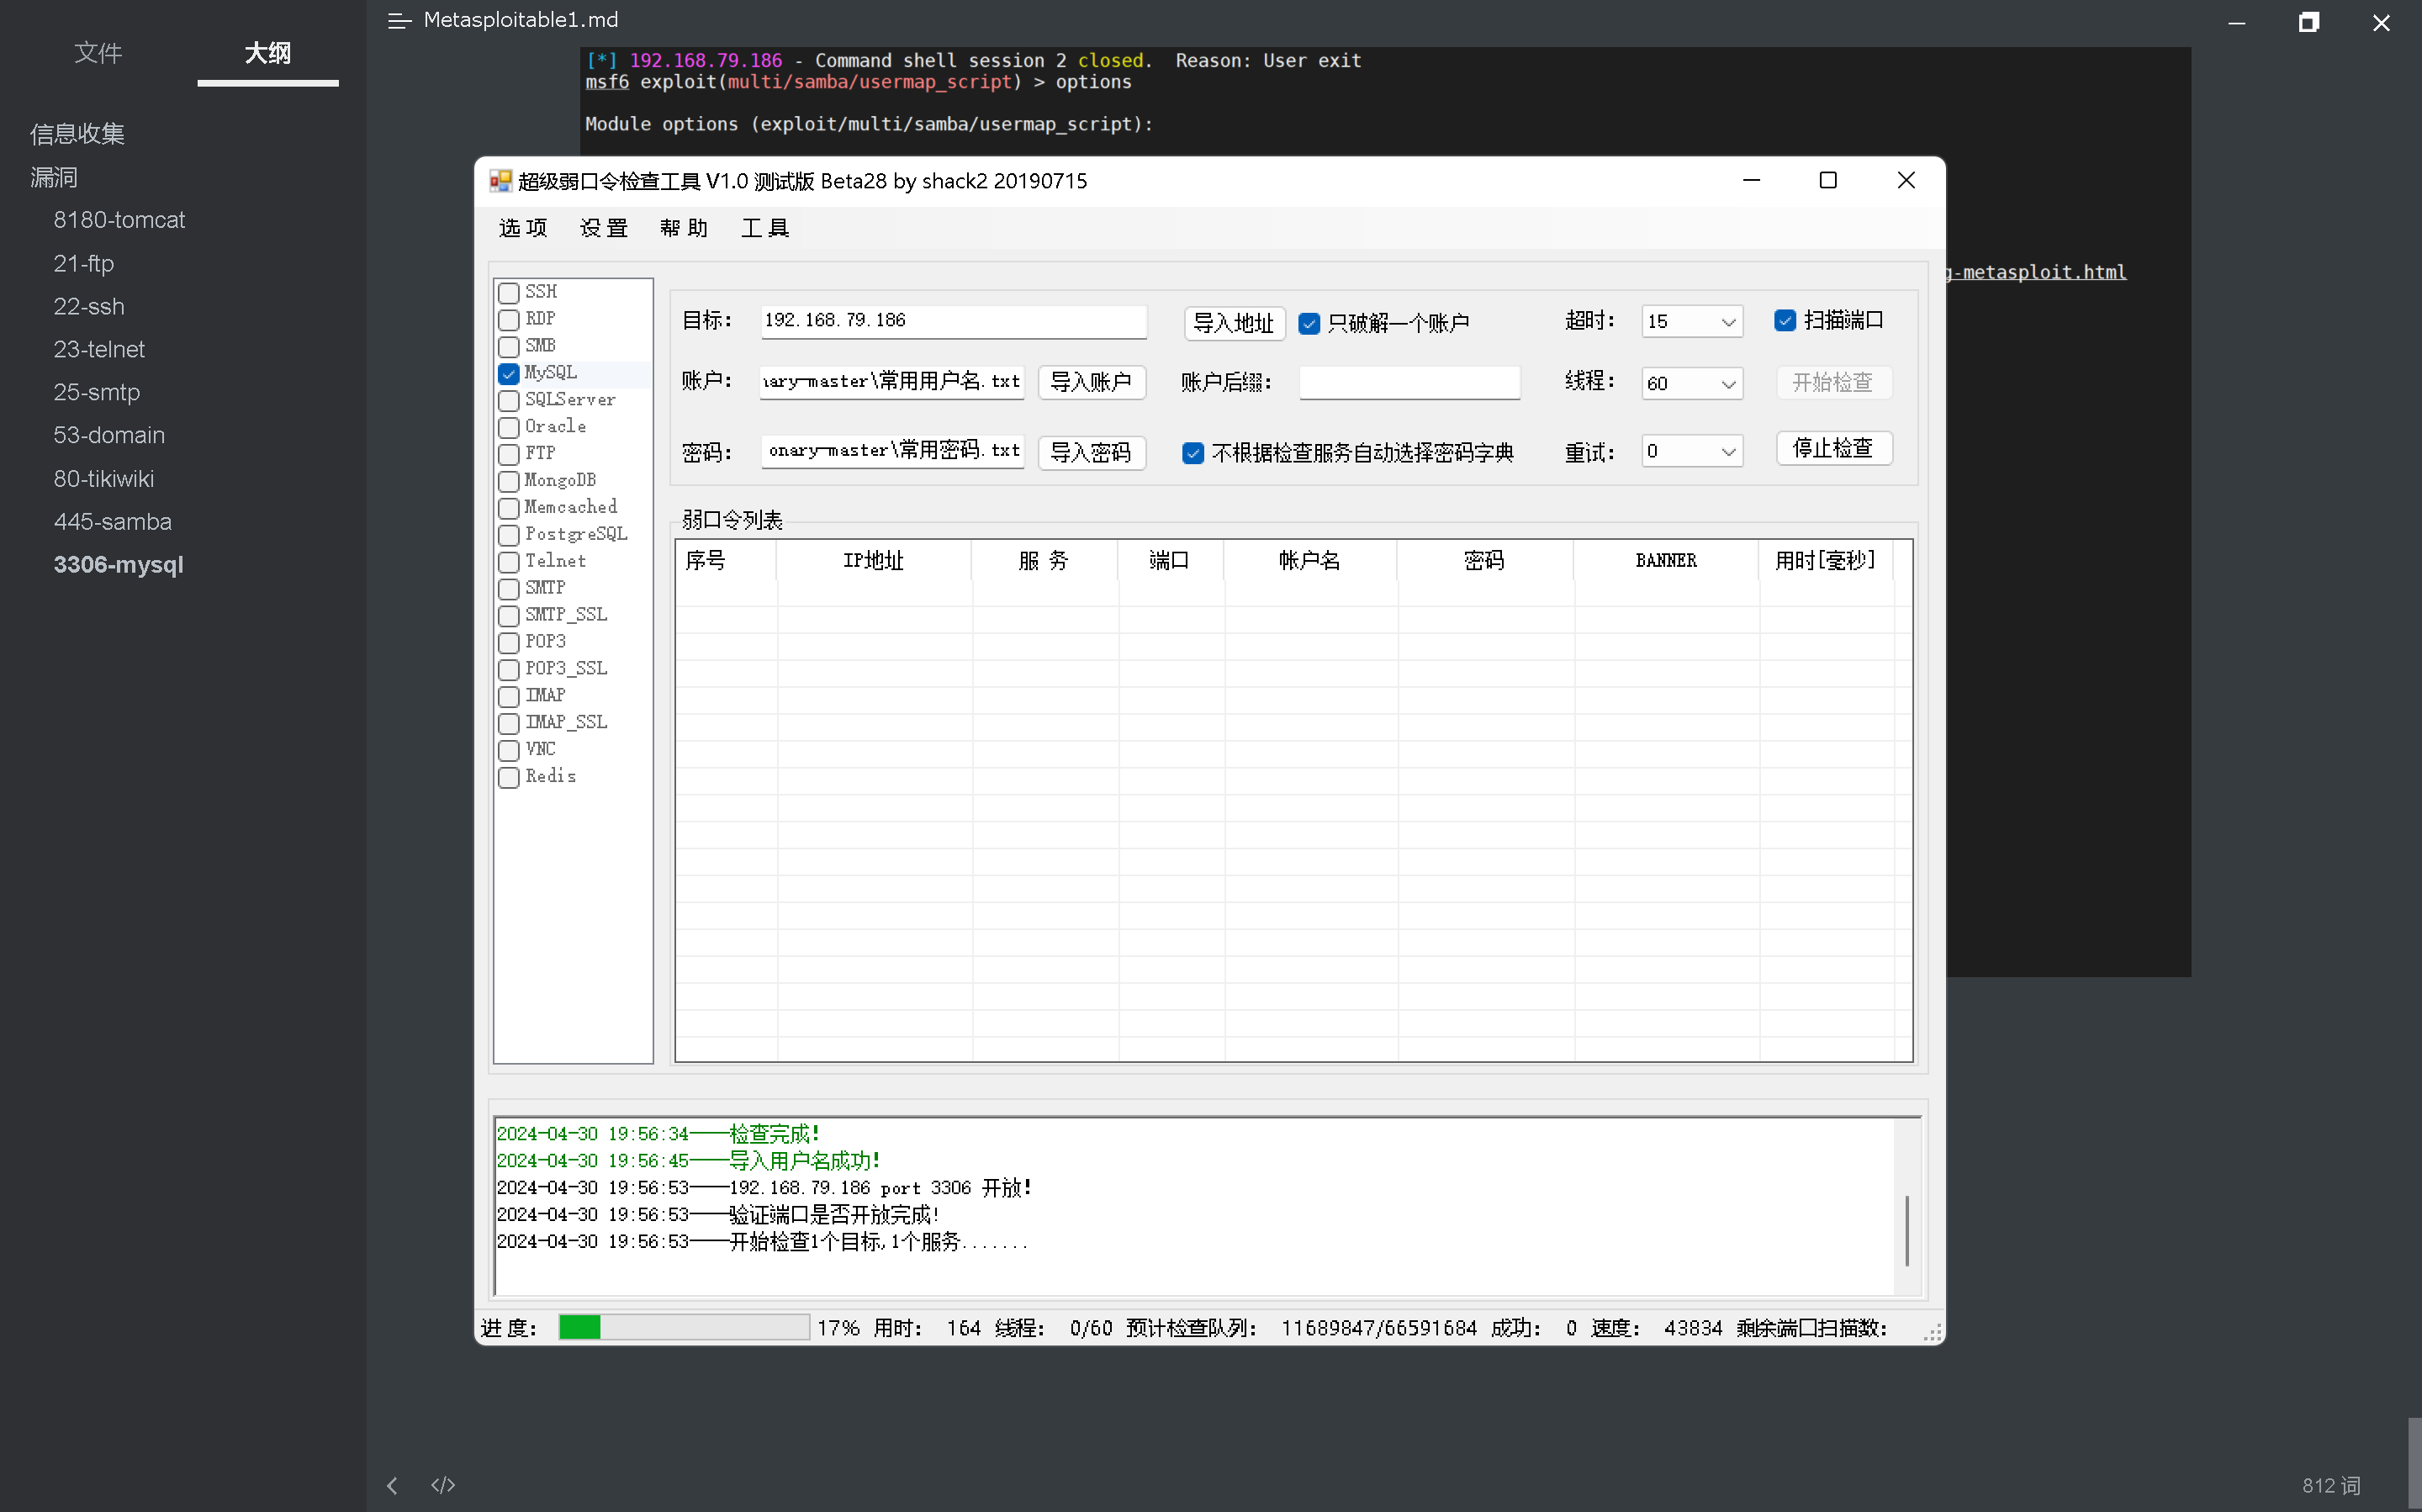 文件
大纲
Metasploitable1.md
信息收集
漏洞
8180-tomcat
21-ftp
22-ssh
23-telnet
25-smtp
53-domain
80-tikiwiki
445-samba
3306-mysql
[*] 192.168.79.186 - Command shell session 2 closed.  Reason: User exit
msf6 exploit(multi/samba/usermap_script) > options
Module options (exploit/multi/samba/usermap_script):
g-metasploit.html
超级弱口令检查工具 V1.0 测试版 Beta28 by shack2 20190715
选项 设置 帮助 工具
SSH
RDP
SMB
MySQL
SQLServer
Oracle
FTP
MongoDB
Memcached
PostgreSQL
Telnet
SMTP
SMTP_SSL
POP3
POP3_SSL
IMAP
IMAP_SSL
VNC
Redis
目标: 192.168.79.186 导入地址 只破解一个账户 超时: 15 扫描端口
账户: nary-master\常用用户名.txt 导入账户 账户后缀: 线程: 60 开始检查
密码: onary-master\常用密码.txt 导入密码 不根据检查服务自动选择密码字典 重试: 0 停止检查
弱口令列表
序号 IP地址 服 务 端口 帐户名 密码 BANNER 用时[毫秒]
2024-04-30 19:56:34----检查完成!
2024-04-30 19:56:45----导入用户名成功!
2024-04-30 19:56:53----192.168.79.186 port 3306 开放!
2024-04-30 19:56:53----验证端口是否开放完成!
2024-04-30 19:56:53----开始检查1个目标,1个服务.......
进度: 17% 用时: 164 线程: 0/60 预计检查队列: 11689847/66591684 成功: 0 速度: 43834 剩余端口扫描数:
</> 812 词